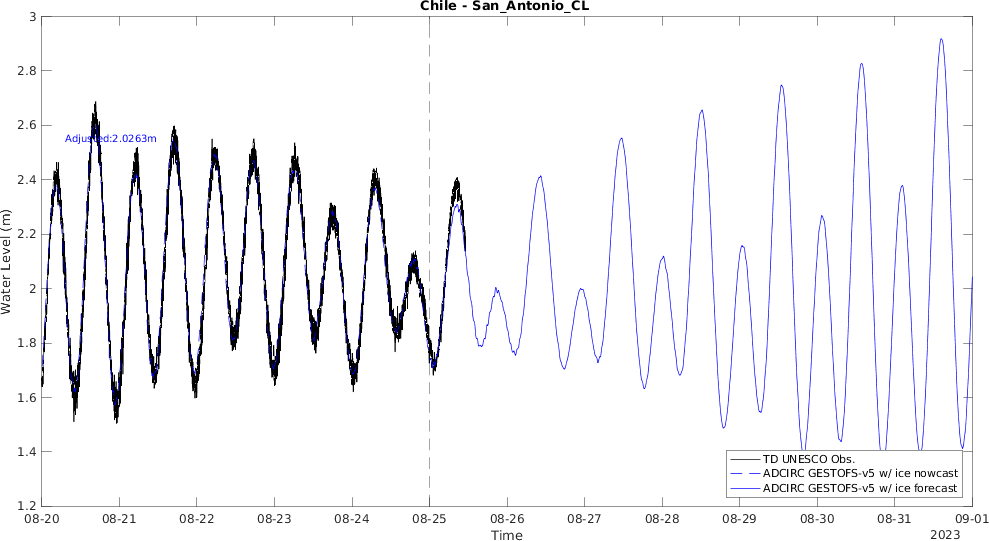 Chile - San_Antonio_CL
3
2.8
2.6
2.4
2.2
2
1.8
1.6
1.4
1.2
Water Level (m)
Adjusted:2.0263m
TD UNESCO Obs.
ADCIRC GESTOFS-v5 w/ ice nowcast
ADCIRC GESTOFS-v5 w/ ice forecast
08-20 08-21 08-22 08-23 08-24 08-25 08-26 08-27 08-28 08-29 08-30 08-31 09-01
Time
2023